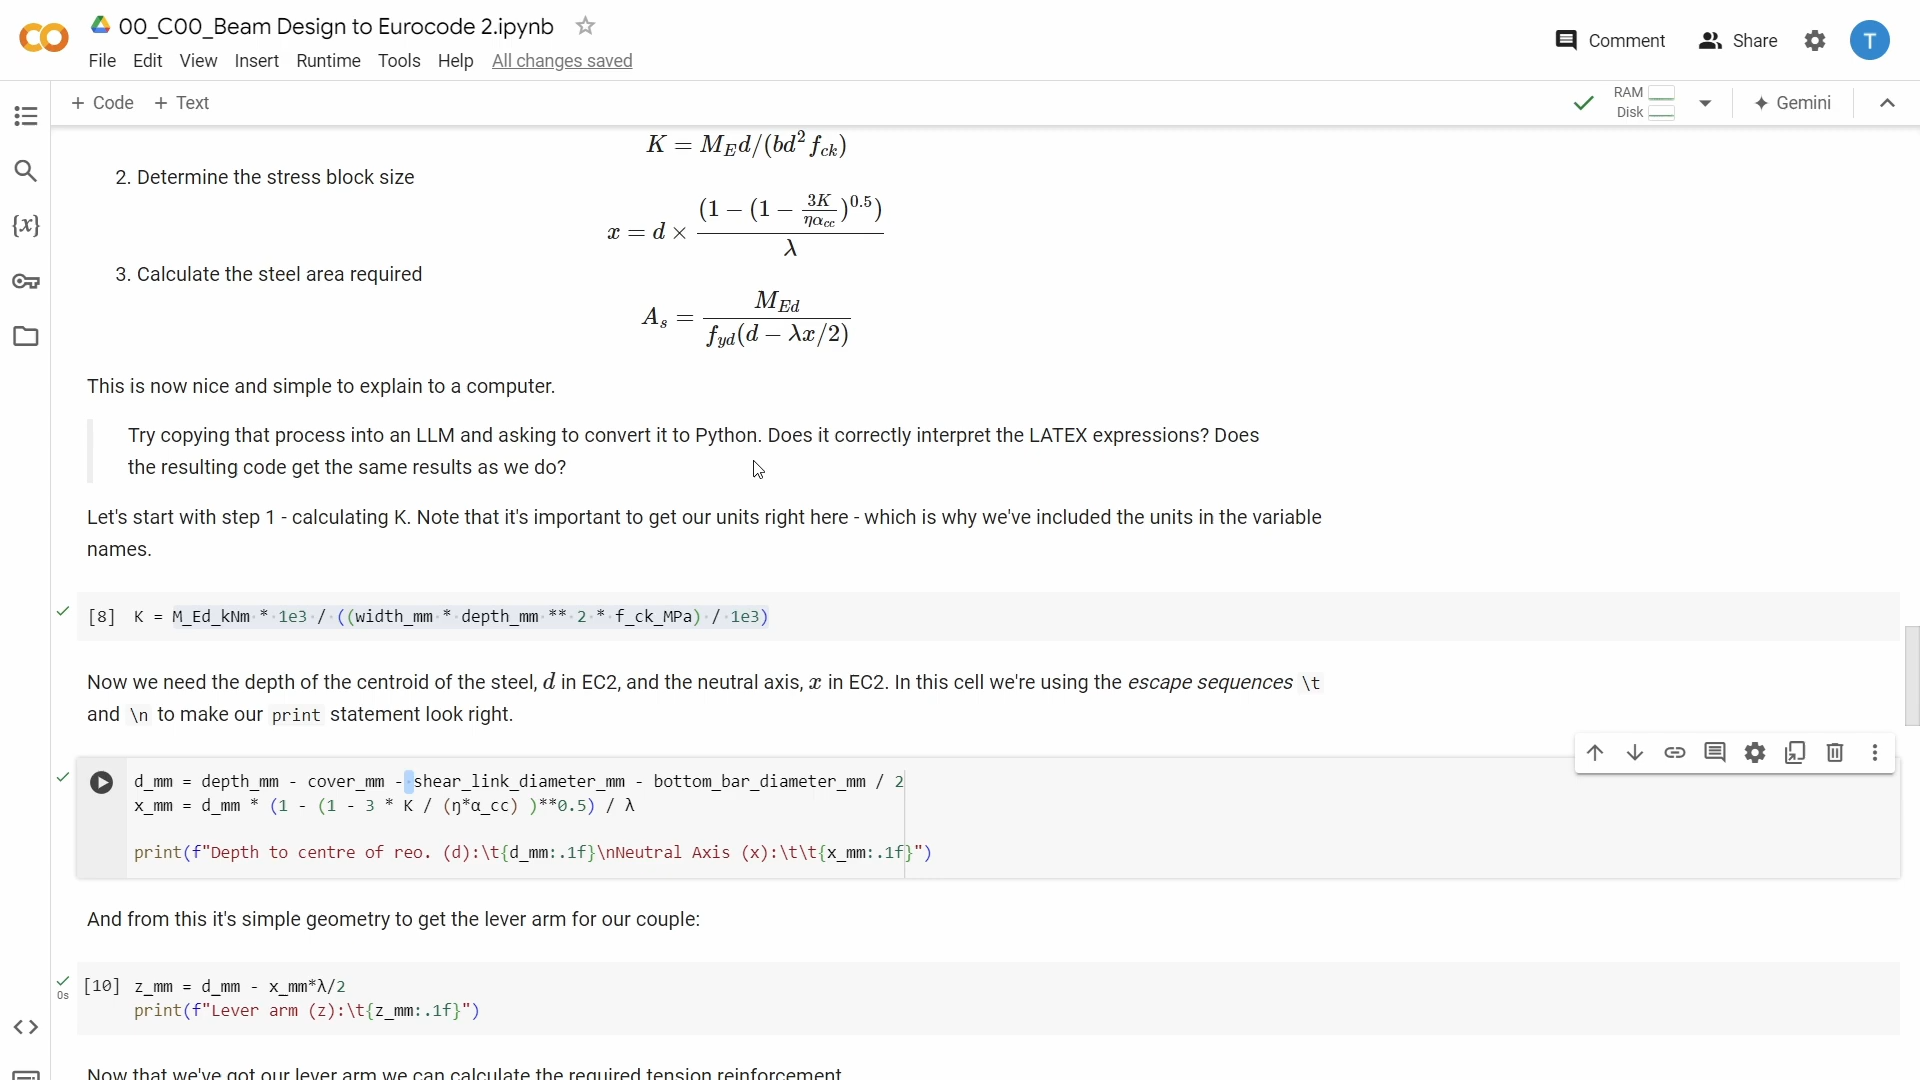 00_C00_Beam Design to Eurocode 2.ipynb
File Edit View Insert Runtime Tools Help All changes saved
Comment Share T
+ Code + Text
RAM
Disk
Gemini
K = M_Ed/(bd²f_ck)
2. Determine the stress block size
x = d × (1 − (1 − 3K/ηα_cc)^0.5) / λ
3. Calculate the steel area required
A_s = M_Ed / f_yd(d − λx/2)
This is now nice and simple to explain to a computer.
Try copying that process into an LLM and asking to convert it to Python. Does it correctly interpret the LATEX expressions? Does
the resulting code get the same results as we do?
Let's start with step 1 - calculating K. Note that it's important to get our units right here - which is why we've included the units in the variable
names.
[8] K = M_Ed_kNm * 1e3 / ((width_mm * depth_mm ** 2 * f_ck_MPa) / 1e3)
Now we need the depth of the centroid of the steel, d in EC2, and the neutral axis, x in EC2. In this cell we're using the escape sequences \t
and \n to make our print statement look right.
d_mm = depth_mm - cover_mm - shear_link_diameter_mm - bottom_bar_diameter_mm / 2
x_mm = d_mm * (1 - (1 - 3 * K / (η*α_cc) )**0.5) / λ
print(f"Depth to centre of reo. (d):\t{d_mm:.1f}\nNeutral Axis (x):\t\t{x_mm:.1f}")
And from this it's simple geometry to get the lever arm for our couple:
[10] z_mm = d_mm - x_mm*λ/2
0s
print(f"Lever arm (z):\t{z_mm:.1f}")
Now that we've got our lever arm we can calculate the required tension reinforcement